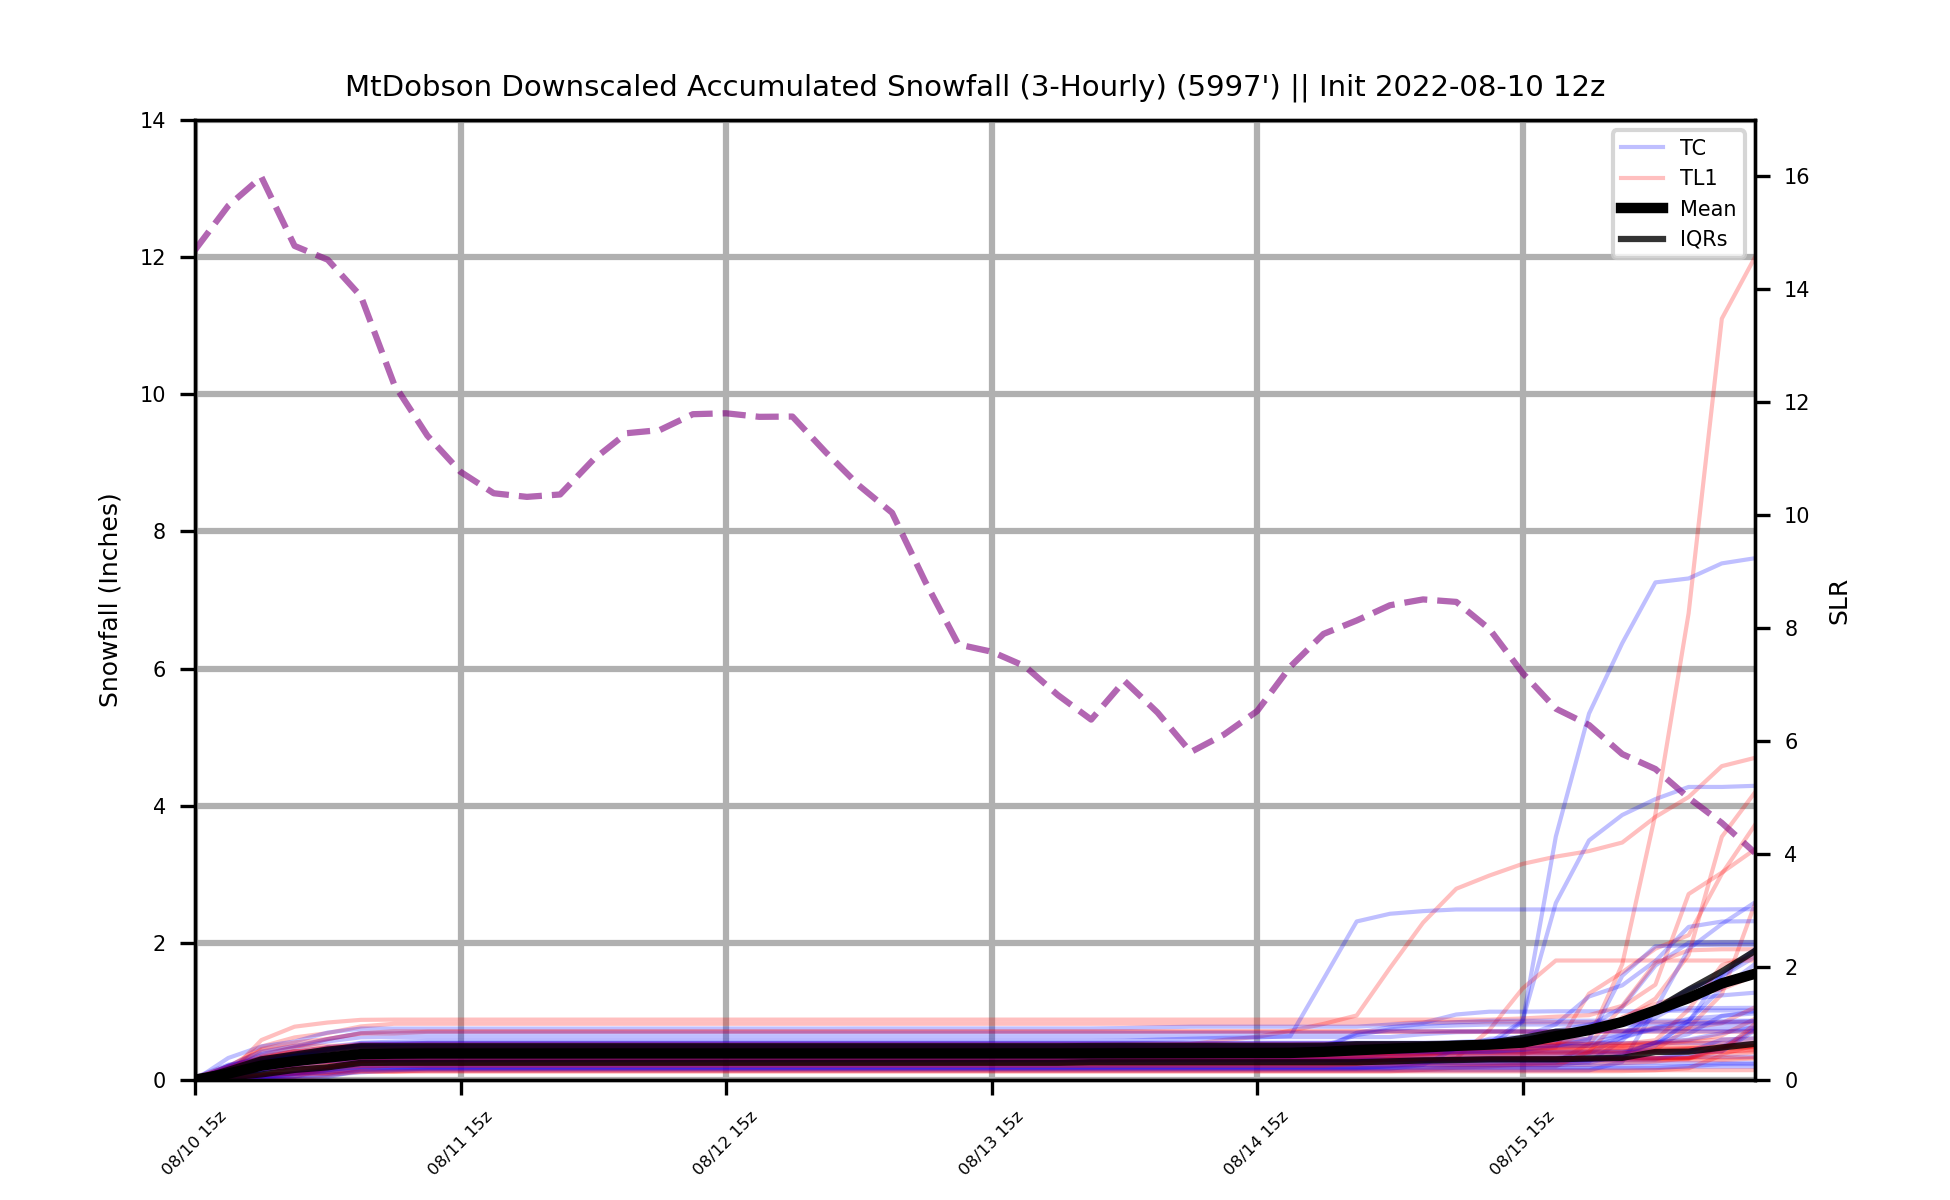 MtDobson Downscaled Accumulated Snowfall (3-Hourly) (5997') || Init 2022-08-10 12z
14
12
10
8
6
4
2
0
Snowfall (Inches)
TC
TL1
Mean
IQRs
16
14
12
10
8
6
4
2
0
SLR
08/10 15z
08/11 15z
08/12 15z
08/13 15z
08/14 15z
08/15 15z